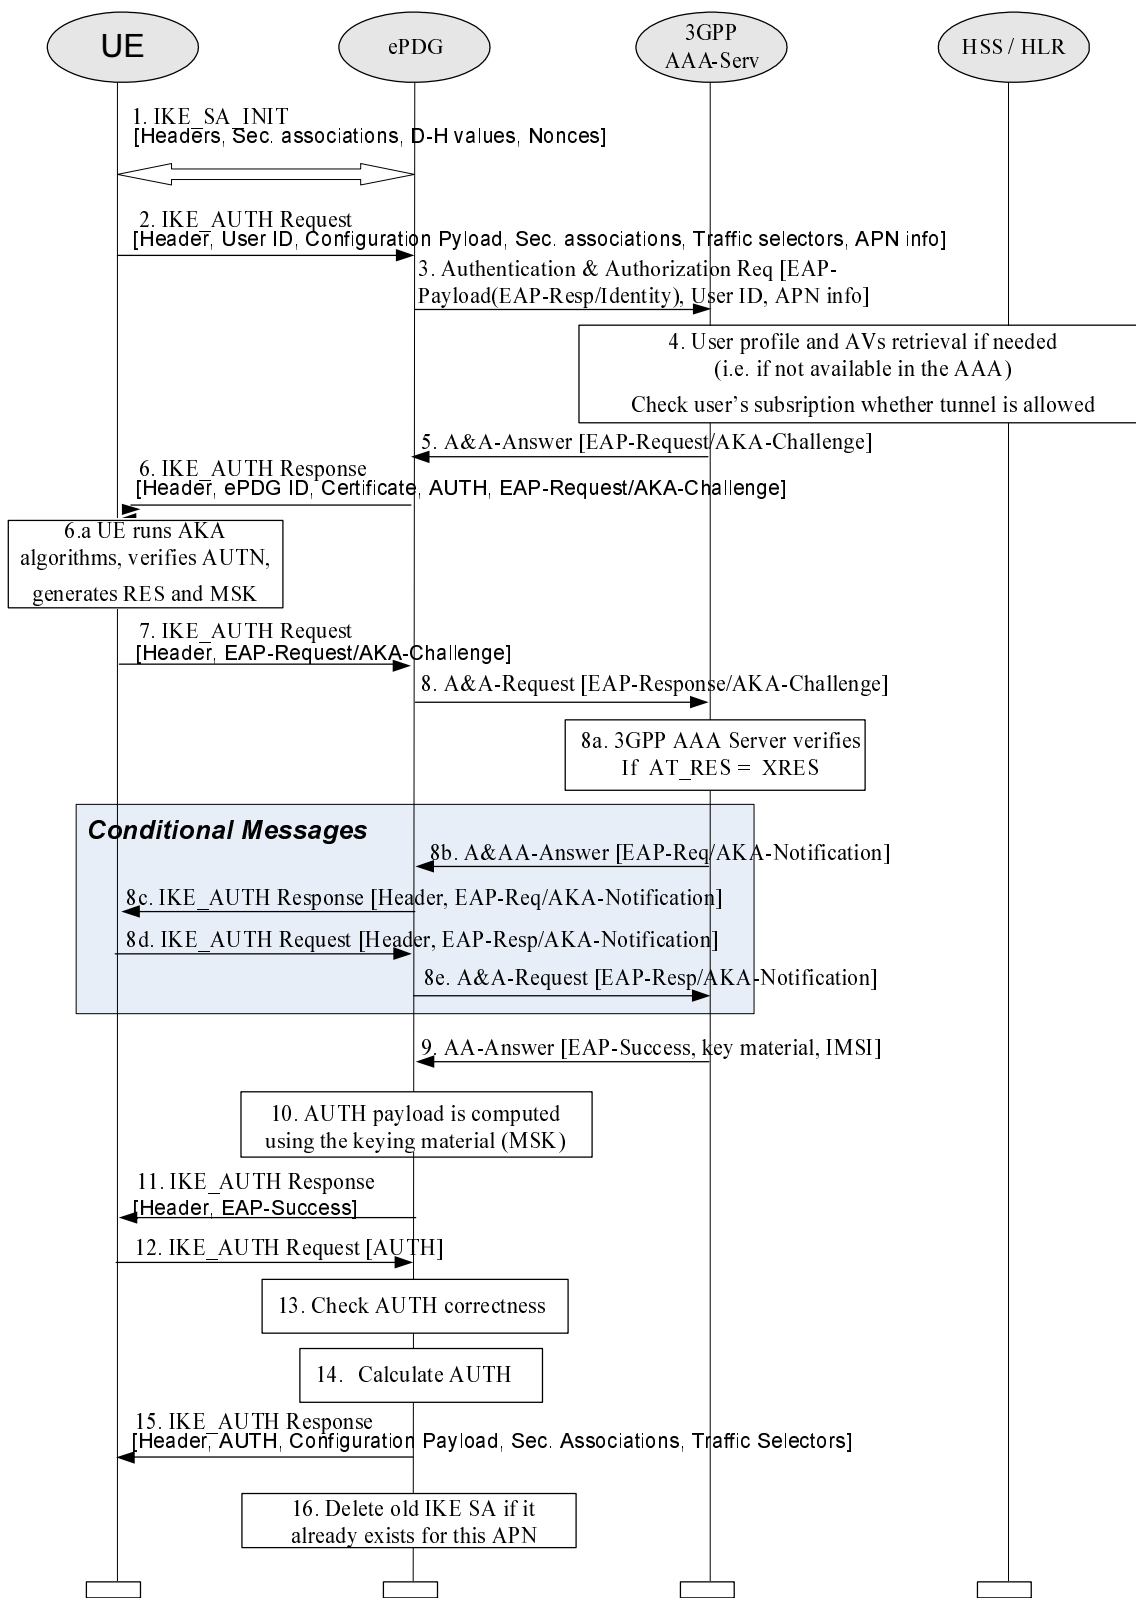 UE
ePDG
3GPP
AAA-Serv
HSS / HLR
1. IKE_SA_INIT
[Headers, Sec. associations, D-H values, Nonces]
2. IKE_AUTH Request
[Header, User ID, Configuration Pyload, Sec. associations, Traffic selectors, APN info]
3. Authentication & Authorization Req [EAP-
Payload(EAP-Resp/Identity), User ID, APN info]
4. User profile and AVs retrieval if needed
(i.e. if not available in the AAA)
Check user’s subsription whether tunnel is allowed
5. A&A-Answer [EAP-Request/AKA-Challenge]
6. IKE_AUTH Response
[Header, ePDG ID, Certificate, AUTH, EAP-Request/AKA-Challenge]
6.a UE runs AKA
algorithms, verifies AUTN,
generates RES and MSK
7. IKE_AUTH Request
[Header, EAP-Request/AKA-Challenge]
8. A&A-Request [EAP-Response/AKA-Challenge]
8a. 3GPP AAA Server verifies
If AT_RES = XRES
Conditional Messages
8b. A&AA-Answer [EAP-Req/AKA-Notification]
8c. IKE_AUTH Response [Header, EAP-Req/AKA-Notification]
8d. IKE_AUTH Request [Header, EAP-Resp/AKA-Notification]
8e. A&A-Request [EAP-Resp/AKA-Notification]
9. AA-Answer [EAP-Success, key material, IMSI]
10. AUTH payload is computed
using the keying material (MSK)
11. IKE_AUTH Response
[Header, EAP-Success]
12. IKE_AUTH Request [AUTH]
13. Check AUTH correctness
14. Calculate AUTH
15. IKE_AUTH Response
[Header, AUTH, Configuration Payload, Sec. Associations, Traffic Selectors]
16. Delete old IKE SA if it
already exists for this APN